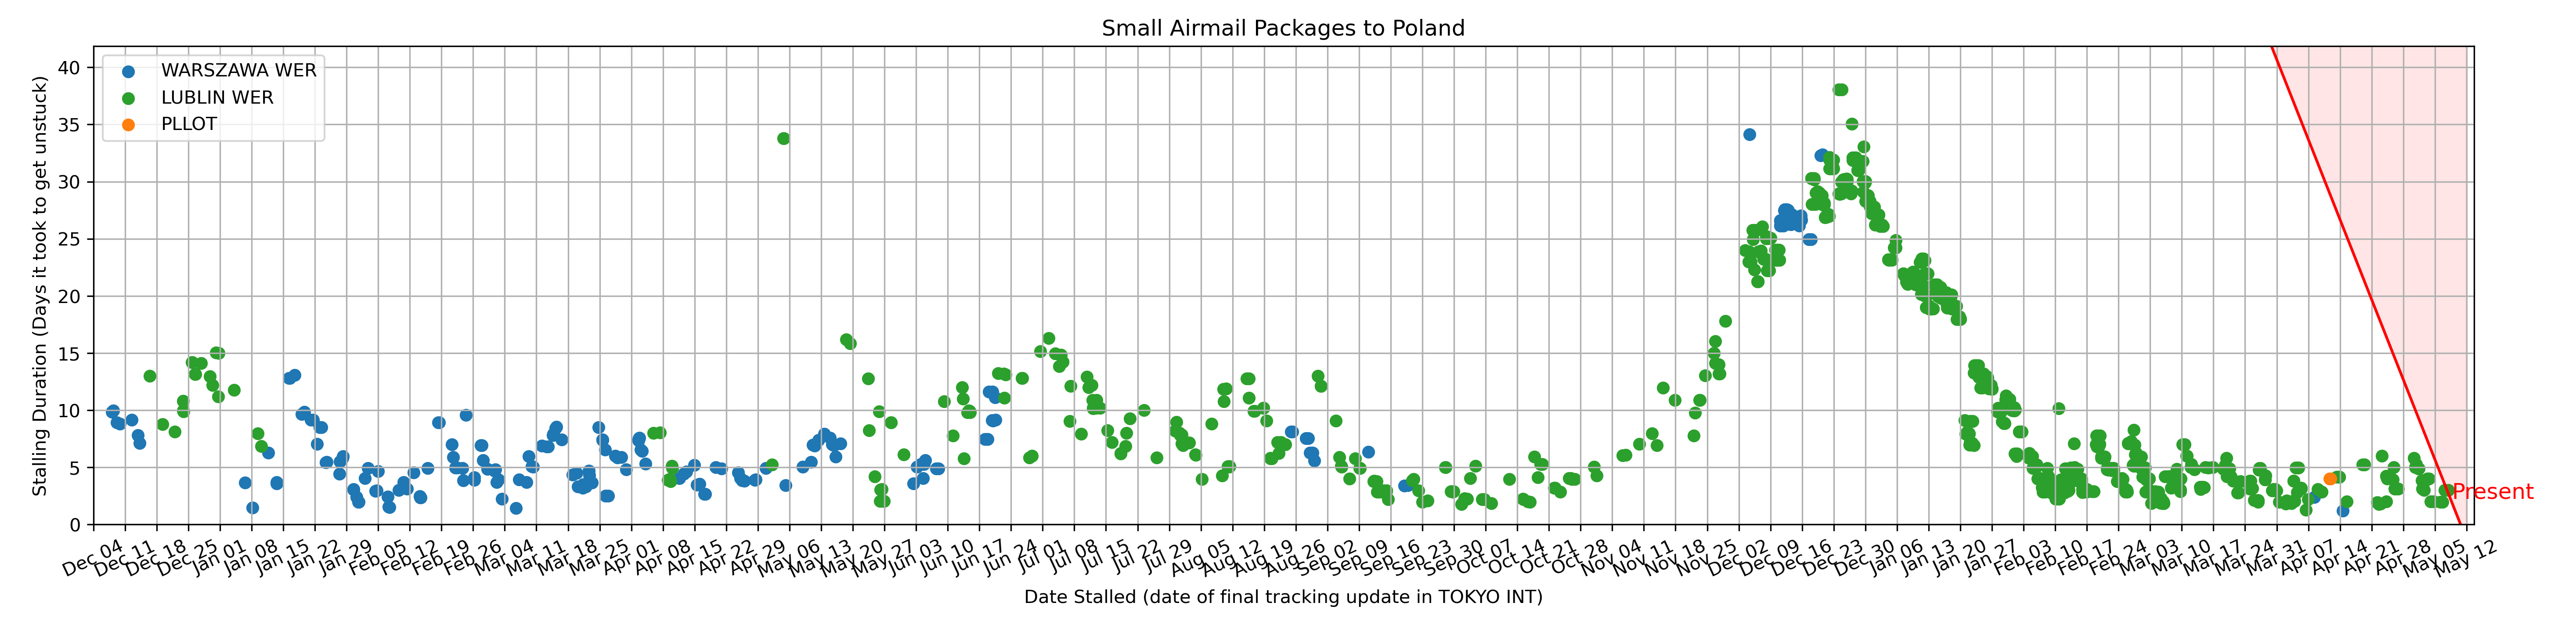 Small Airmail Packages to Poland
WARSZAWA WER
LUBLIN WER
PLLOT
Stalling Duration (Days it took to get unstuck)
40
35
30
25
20
15
10
5
0
Present
Dec 04 Dec 11 Dec 18 Dec 25 Jan 01 Jan 08 Jan 15 Jan 22 Jan 29 Feb 05 Feb 12 Feb 19 Feb 26 Mar 04 Mar 11 Mar 18 Mar 25 Apr 01 Apr 08 Apr 15 Apr 22 Apr 29 May 06 May 13 May 20 May 27 Jun 03 Jun 10 Jun 17 Jun 24 Jul 01 Jul 08 Jul 15 Jul 22 Jul 29 Aug 05 Aug 12 Aug 19 Aug 26 Sep 02 Sep 09 Sep 16 Sep 23 Sep 30 Oct 07 Oct 14 Oct 21 Oct 28 Nov 04 Nov 11 Nov 18 Nov 25 Dec 02 Dec 09 Dec 16 Dec 23 Dec 30 Jan 06 Jan 13 Jan 20 Jan 27 Feb 03 Feb 10 Feb 17 Feb 24 Mar 03 Mar 10 Mar 17 Mar 24 Mar 31 Apr 07 Apr 14 Apr 21 Apr 28 May 05 May 12
Date Stalled (date of final tracking update in TOKYO INT)